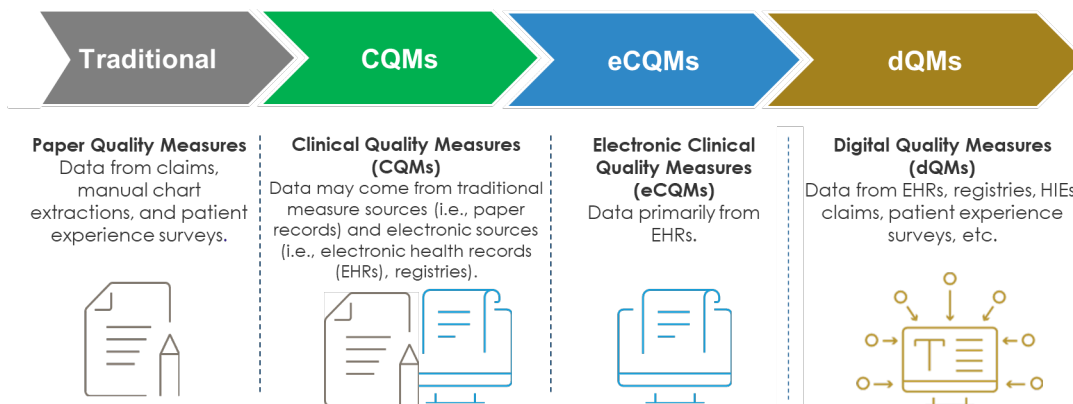 Traditional
CQMs
eCQMs
dQMs
Paper Quality Measures
Data from claims,
manual chart
extractions, and patient
experience surveys.
Clinical Quality Measures
(CQMs)
Data may come from traditional
measure sources (i.e., paper
records) and electronic sources
(i.e., electronic health records
(EHRs), registries).
Electronic Clinical
Quality Measures
(eCQMs)
Data primarily from
EHRs.
Digital Quality Measures
(dQMs)
Data from EHRs, registries, HIEs
claims, patient experience
surveys, etc.
T